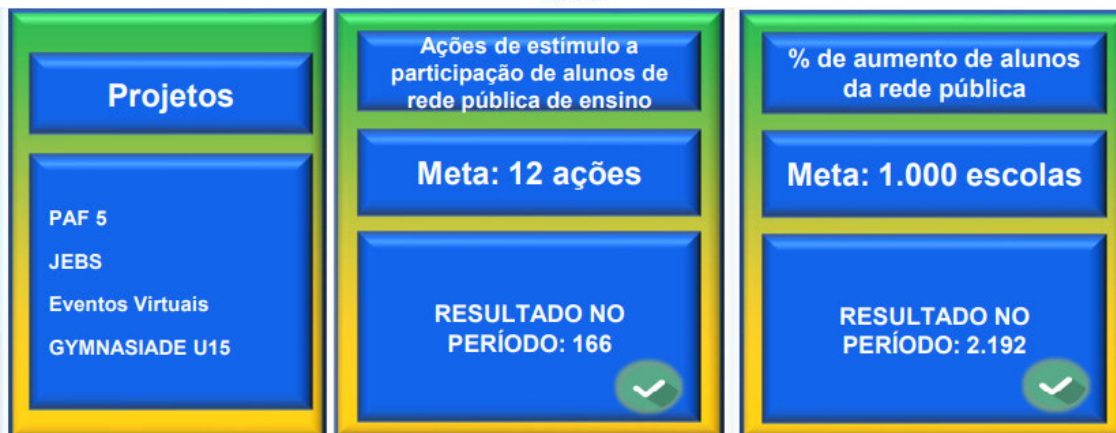 Projetos
PAF 5
JEBS
Eventos Virtuais
GYMNASIADE U15
Ações de estímulo a
participação de alunos de
rede pública de ensino
Meta: 12 ações
RESULTADO NO
PERÍODO: 166
% de aumento de alunos
da rede pública
Meta: 1.000 escolas
RESULTADO NO
PERÍODO: 2.192